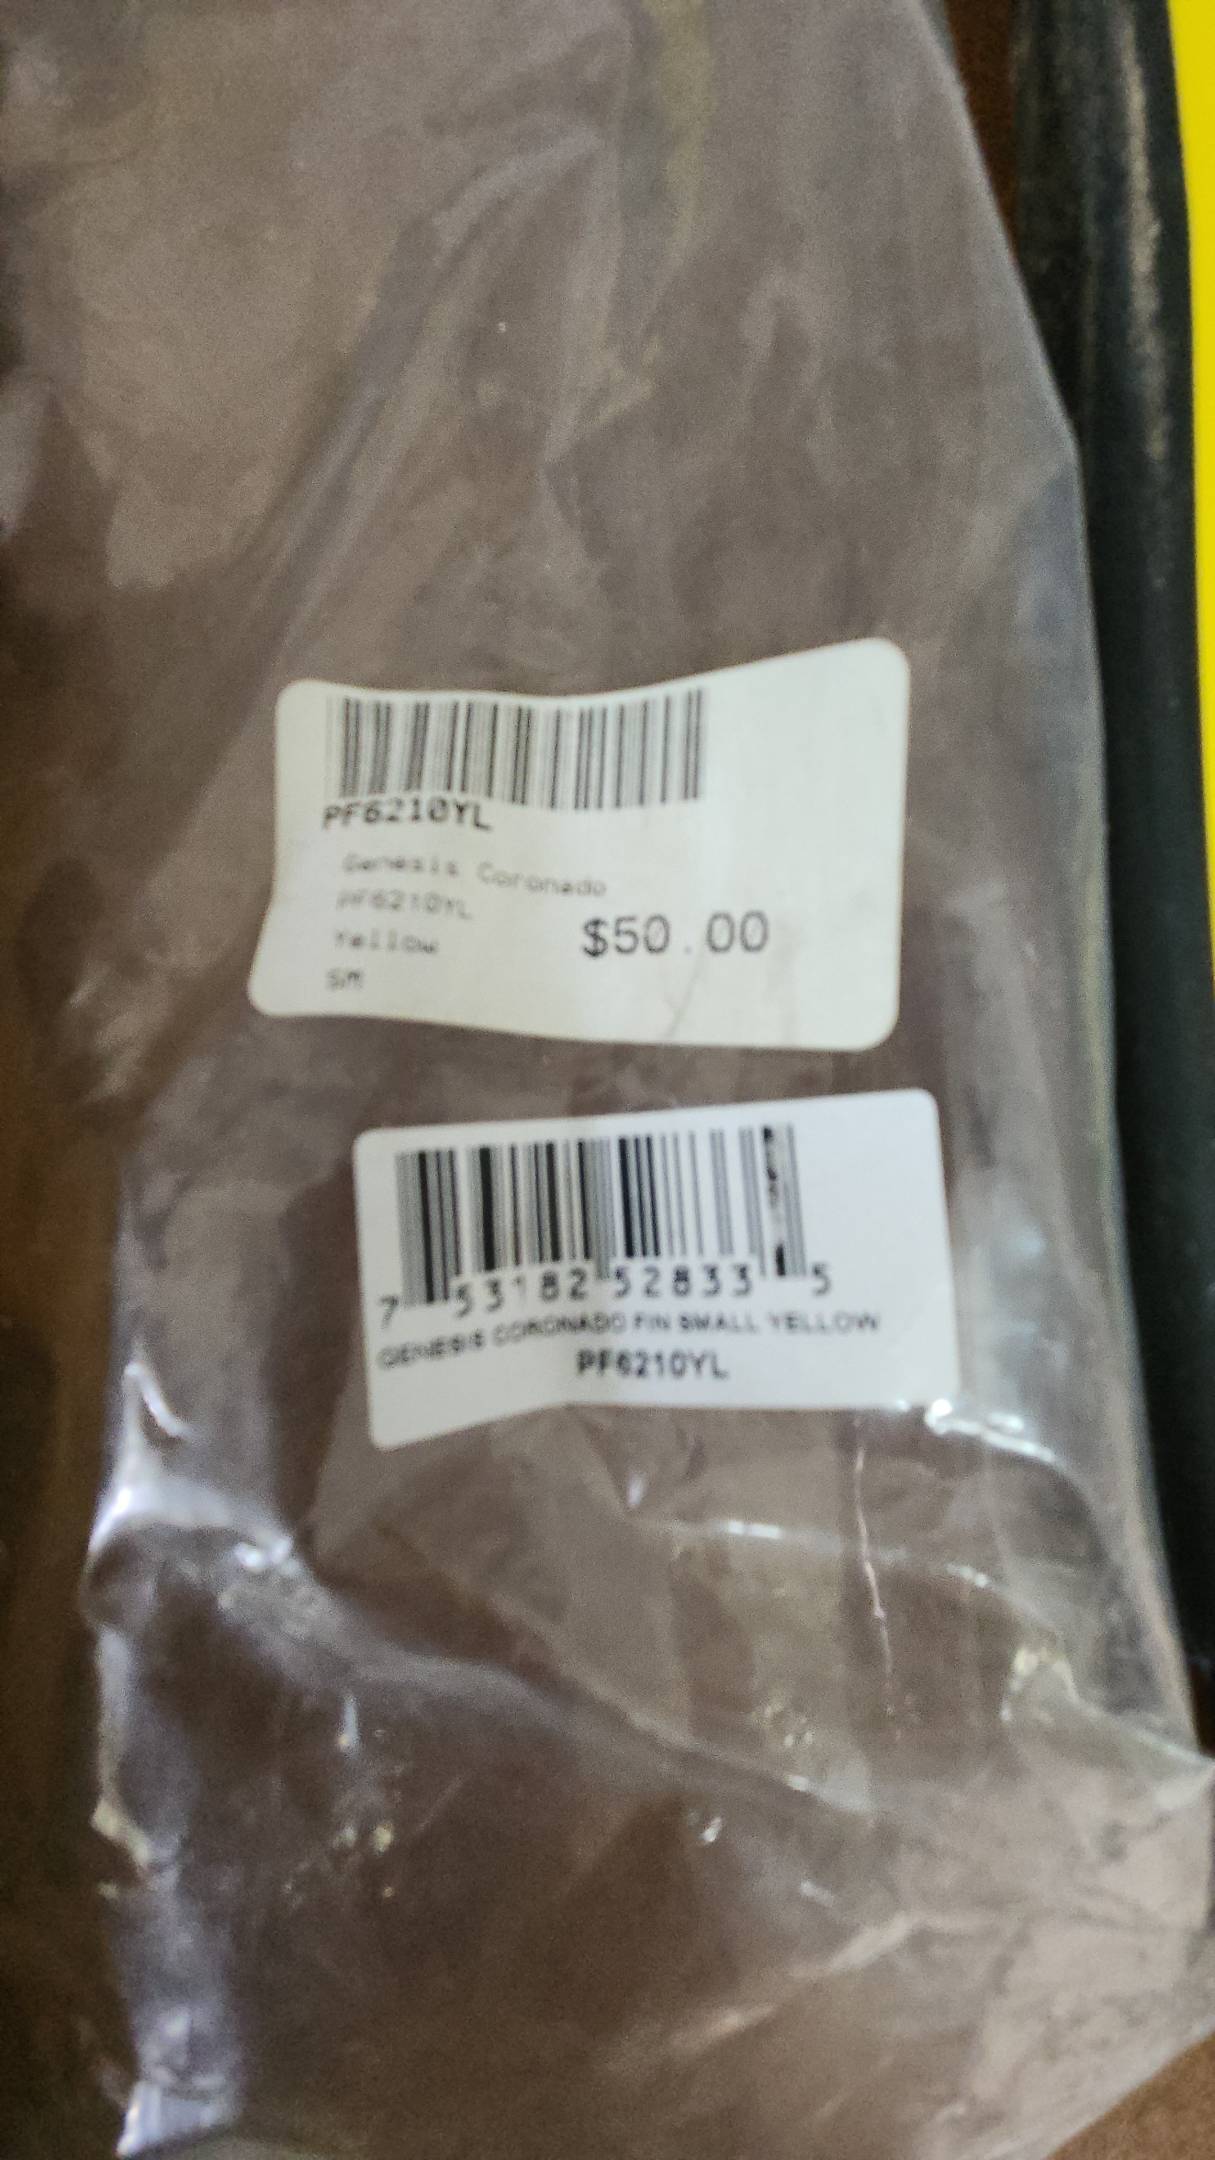 PF6210YL
Genesis Coronado
PF6210YL
Yellow $50.00
Sm
7 53182 52833 5
GENESIS CORONADO FIN SMALL YELLOW
PF6210YL